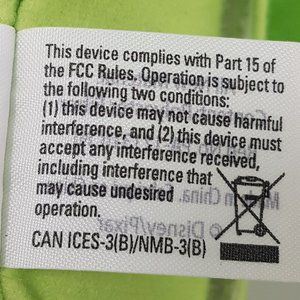 This device complies with Part 15 of
the FCC Rules. Operation is subject to
the following two conditions:
(1) this device may not cause harmful
interference, and (2) this device must
accept any interference received,
including interference that
may cause undesired
operation.
CAN ICES-3(B)/NMB-3(B)